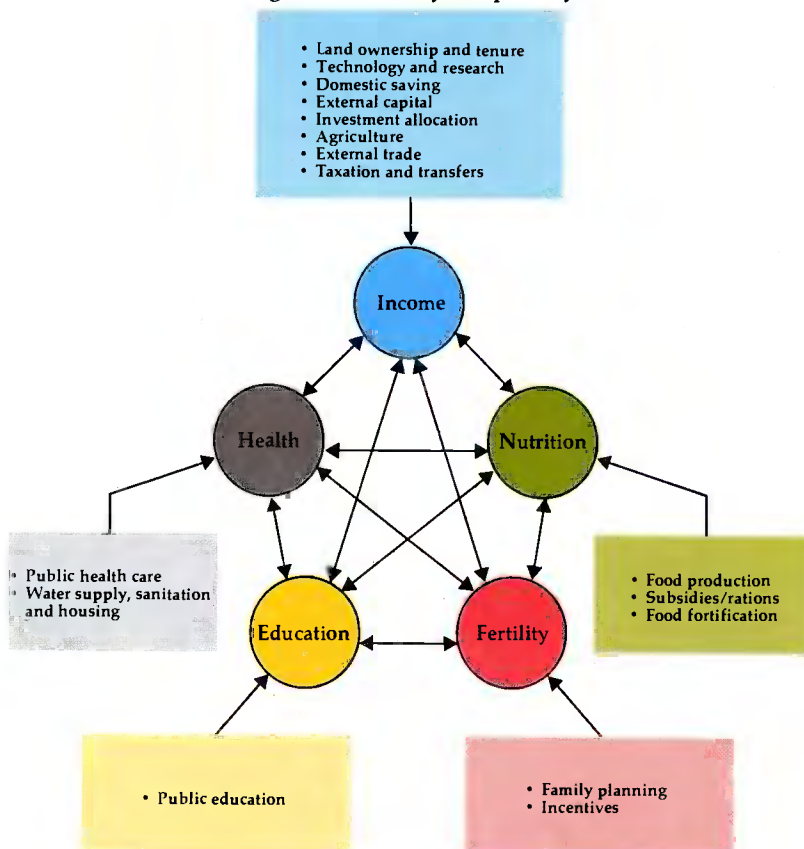 • Land ownership and tenure
• Technology and research
• Domestic saving
• External capital
• Investment allocation
• Agriculture
• External trade
• Taxation and transfers
Income
Health
Nutrition
• Public health care
• Water supply, sanitation
and housing
• Food production
• Subsidies/rations
• Food fortification
Education
Fertility
• Public education
• Family planning
• Incentives